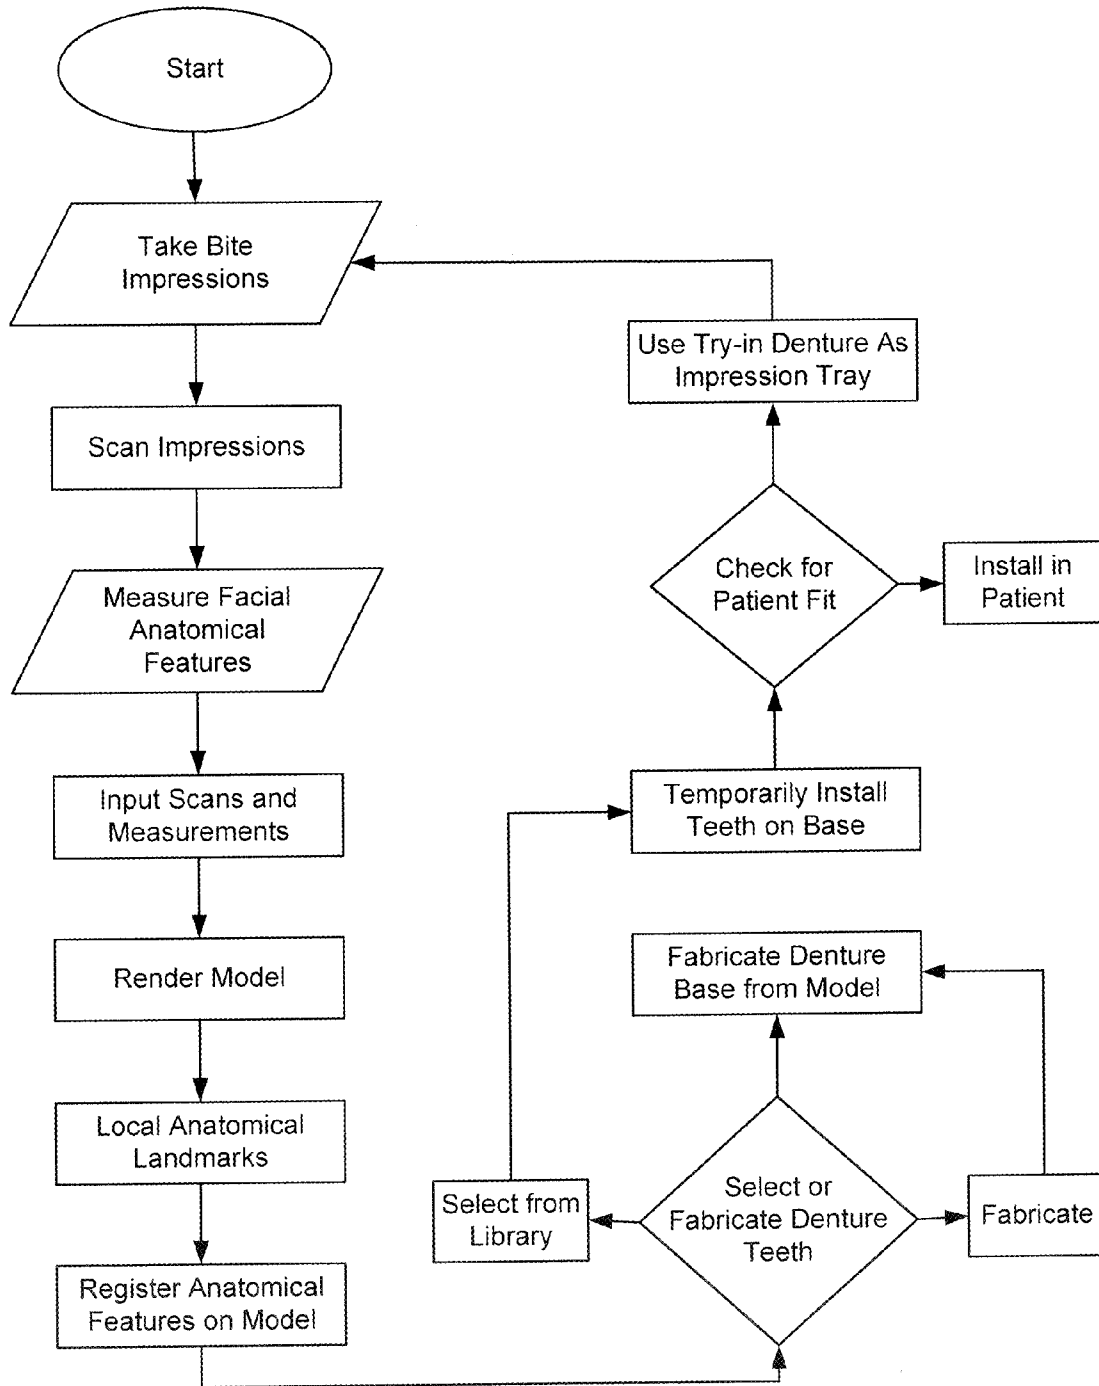 Start
Take Bite
Impressions
Scan Impressions
Measure Facial
Anatomical
Features
Input Scans and
Measurements
Render Model
Local Anatomical
Landmarks
Register Anatomical
Features on Model
Use Try-in Denture As
Impression Tray
Check for
Patient Fit
Install in
Patient
Temporarily Install
Teeth on Base
Fabricate Denture
Base from Model
Select from
Library
Select or
Fabricate Denture
Teeth
Fabricate